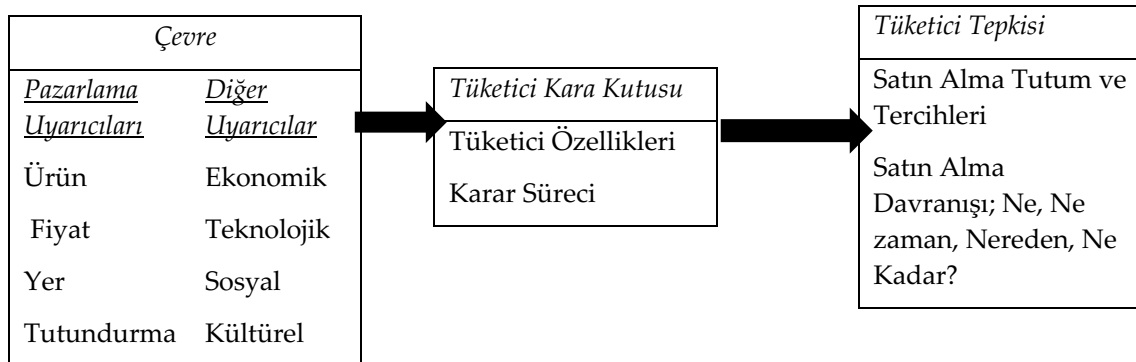 Çevre
Pazarlama Diğer
Uyarıcıları Uyarıcılar
Ürün Ekonomik
Fiyat Teknolojik
Yer Sosyal
Tutundurma Kültürel
Tüketici Kara Kutusu
Tüketici Özellikleri
Karar Süreci
Tüketici Tepkisi
Satın Alma Tutum ve
Tercihleri
Satın Alma
Davranışı; Ne, Ne
zaman, Nereden, Ne
Kadar?